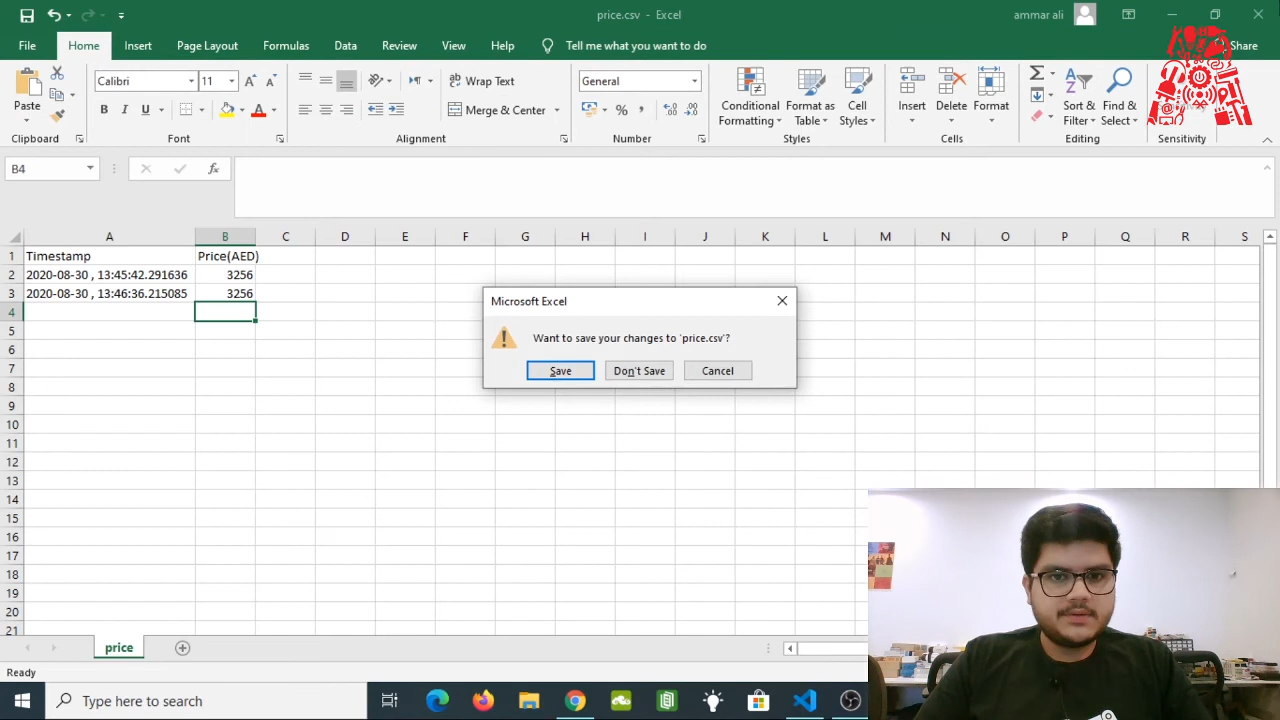 price.csv - Excel
ammar ali
File Home Insert Page Layout Formulas Data Review View Help Tell me what you want to do Share
Paste
Calibri 11
B I U
Wrap Text
Merge & Center
General
Conditional Formatting
Format as Table
Cell Styles
Insert
Delete
Format
Sort & Filter
Find & Select
Clipboard Font Alignment Number Styles Cells Editing Sensitivity
B4 fx
A B C D E F G H I J K L M N O P Q R S
1 Timestamp Price(AED)
2 2020-08-30 , 13:45:42.291636 3256
3 2020-08-30 , 13:46:36.215085 3256
4
5
6
7
8
9
10
11
12
13
14
15
16
17
18
19
20
21
Microsoft Excel
Want to save your changes to 'price.csv'?
Save Don't Save Cancel
price
Ready
Type here to search